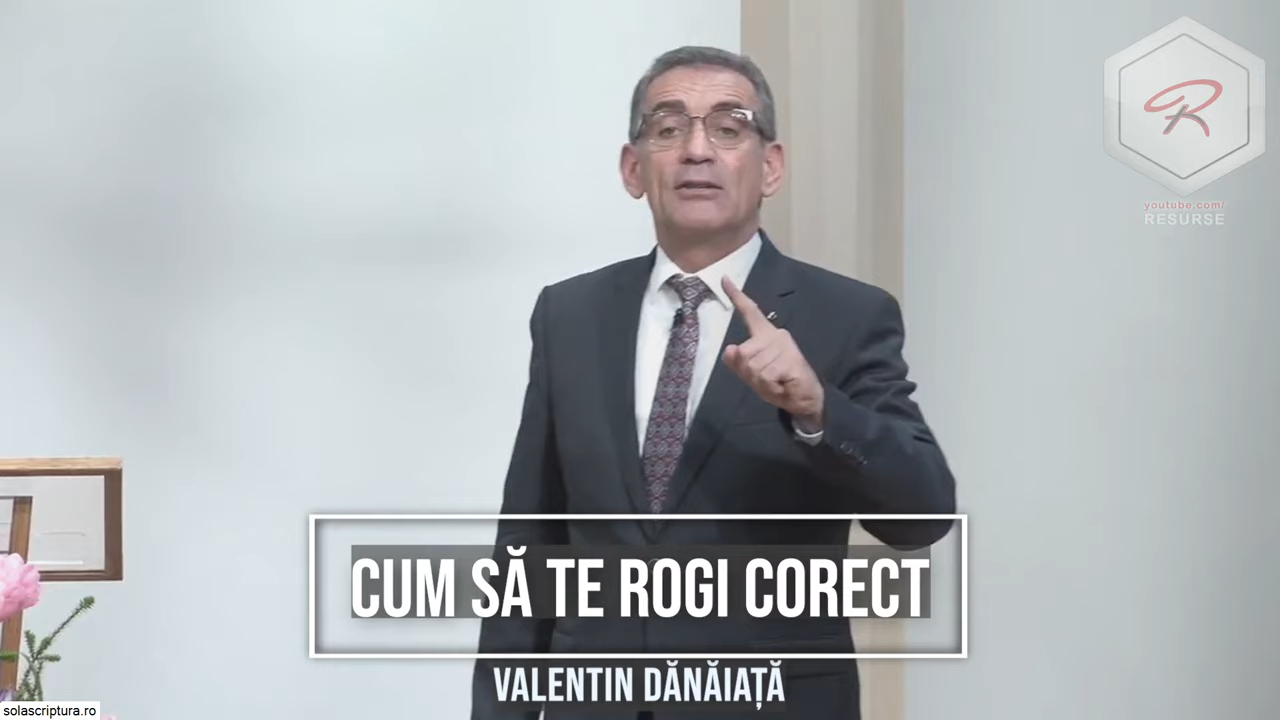 R
youtube.com/
RESURSE
CUM SĂ TE ROGI CORECT
VALENTIN DĂNĂIAȚĂ
solascriptura.ro